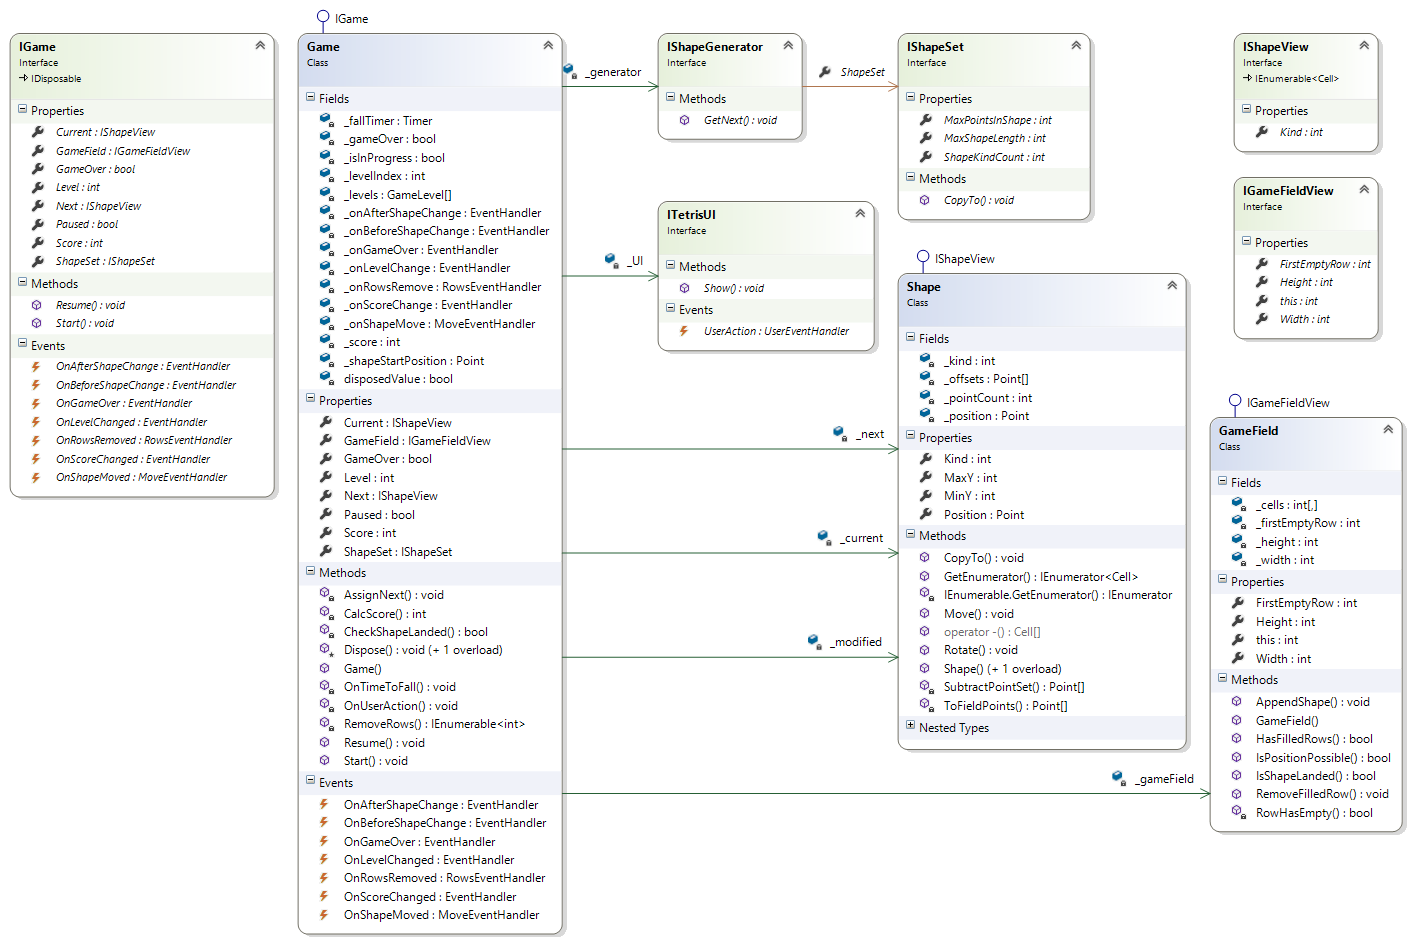 IGame
Interface
IDisposable
Properties
Current : IShapeView
GameField : IGameFieldView
GameOver : bool
Level : int
Next : IShapeView
Paused : bool
Score : int
ShapeSet : IShapeSet
Methods
Resume() : void
Start() : void
Events
OnAfterShapeChange : EventHandler
OnBeforeShapeChange : EventHandler
OnGameOver : EventHandler
OnLevelChanged : EventHandler
OnRowsRemoved : RowsEventHandler
OnScoreChanged : EventHandler
OnShapeMoved : MoveEventHandler
IGame
Game
Class
Fields
_fallTimer : Timer
_gameOver : bool
_isInProgress : bool
_levelIndex : int
_levels : GameLevel[]
_onAfterShapeChange : EventHandler
_onBeforeShapeChange : EventHandler
_onGameOver : EventHandler
_onLevelChange : EventHandler
_onRowsRemove : RowsEventHandler
_onScoreChange : EventHandler
_onShapeMove : MoveEventHandler
_score : int
_shapeStartPosition : Point
disposedValue : bool
Properties
Current : IShapeView
GameField : IGameFieldView
GameOver : bool
Level : int
Next : IShapeView
Paused : bool
Score : int
ShapeSet : IShapeSet
Methods
AssignNext() : void
CalcScore() : int
CheckShapeLanded() : bool
Dispose() : void (+ 1 overload)
Game()
OnTimeToFall() : void
OnUserAction() : void
RemoveRows() : IEnumerable<int>
Resume() : void
Start() : void
Events
OnAfterShapeChange : EventHandler
OnBeforeShapeChange : EventHandler
OnGameOver : EventHandler
OnLevelChanged : EventHandler
OnRowsRemoved : RowsEventHandler
OnScoreChanged : EventHandler
OnShapeMoved : MoveEventHandler
_generator
_UI
_next
_current
_modified
_gameField
IShapeGenerator
Interface
Methods
GetNext() : void
ShapeSet
ITetrisUI
Interface
Methods
Show() : void
Events
UserAction : UserEventHandler
IShapeSet
Interface
Properties
MaxPointsInShape : int
MaxShapeLength : int
ShapeKindCount : int
Methods
CopyTo() : void
IShapeView
Shape
Class
Fields
_kind : int
_offsets : Point[]
_pointCount : int
_position : Point
Properties
Kind : int
MaxY : int
MinY : int
Position : Point
Methods
CopyTo() : void
GetEnumerator() : IEnumerator<Cell>
IEnumerable.GetEnumerator() : IEnumerator
Move() : void
operator -() : Cell[]
Rotate() : void
Shape() (+ 1 overload)
SubtractPointSet() : Point[]
ToFieldPoints() : Point[]
Nested Types
IShapeView
Interface
IEnumerable<Cell>
Properties
Kind : int
IGameFieldView
Interface
Properties
FirstEmptyRow : int
Height : int
this : int
Width : int
IGameFieldView
GameField
Class
Fields
_cells : int[,]
_firstEmptyRow : int
_height : int
_width : int
Properties
FirstEmptyRow : int
Height : int
this : int
Width : int
Methods
AppendShape() : void
GameField()
HasFilledRows() : bool
IsPositionPossible() : bool
IsShapeLanded() : bool
RemoveFilledRow() : void
RowHasEmpty() : bool